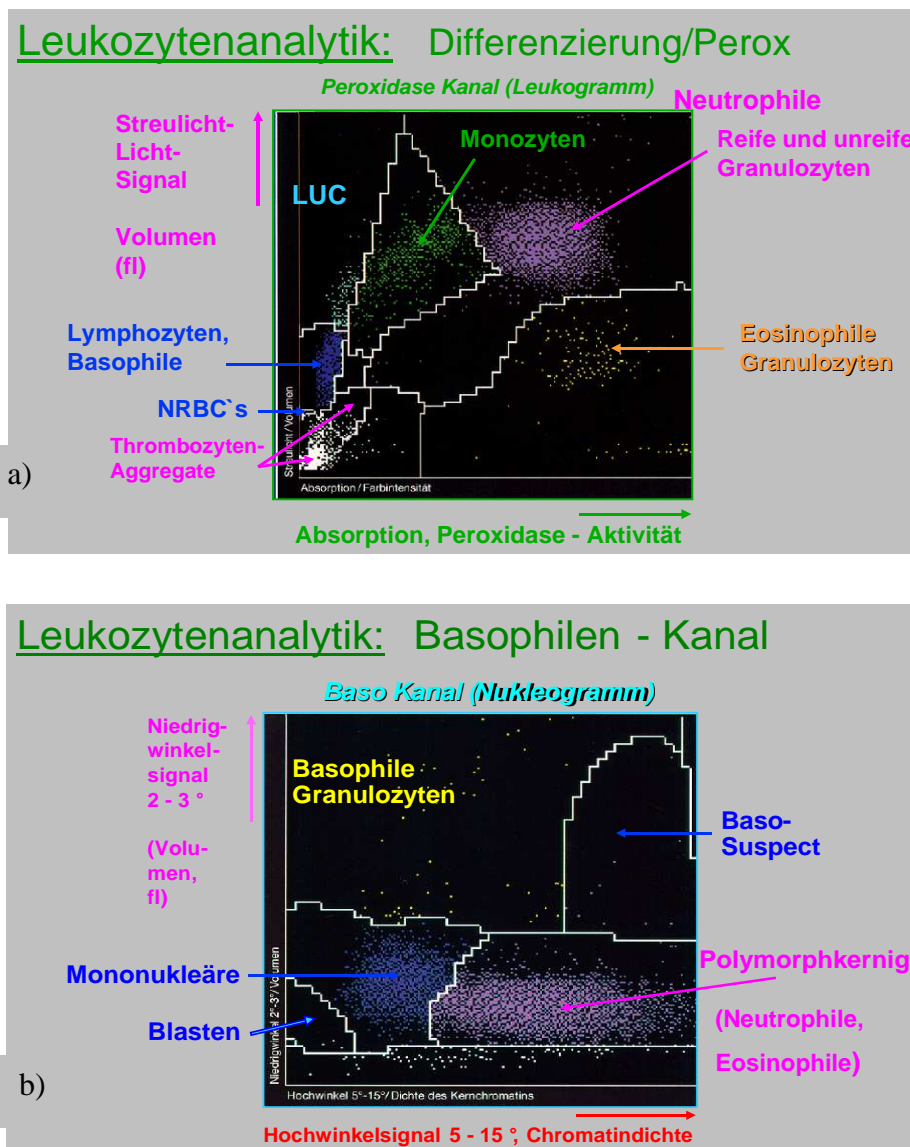 Leukozytenanalytik: Differenzierung/Perox
Peroxidase Kanal (Leukogramm)
Neutrophile
Streulicht-
Licht-
Signal
Monozyten
Reife und unreife
Granulozyten
LUC
Volumen
(fl)
Lymphozyten,
Basophile
Eosinophile
Granulozyten
NRBC`s
Thrombozyten-
Aggregate
Streulicht / Volumen
Absorption / Farbintensität
a)
Absorption, Peroxidase - Aktivität
Leukozytenanalytik: Basophilen - Kanal
Baso Kanal (Nukleogramm)
Niedrig-
winkel-
signal
2 - 3 °
(Volu-
men,
fl)
Basophile
Granulozyten
Baso-
Suspect
Mononukleäre
Polymorphkernig
Blasten
(Neutrophile,
Eosinophile)
Niedrigwinkel 2°-3°/ Volumen
Hochwinkel 5°-15°/ Dichte des Kernchromatins
b)
Hochwinkelsignal 5 - 15 °, Chromatindichte